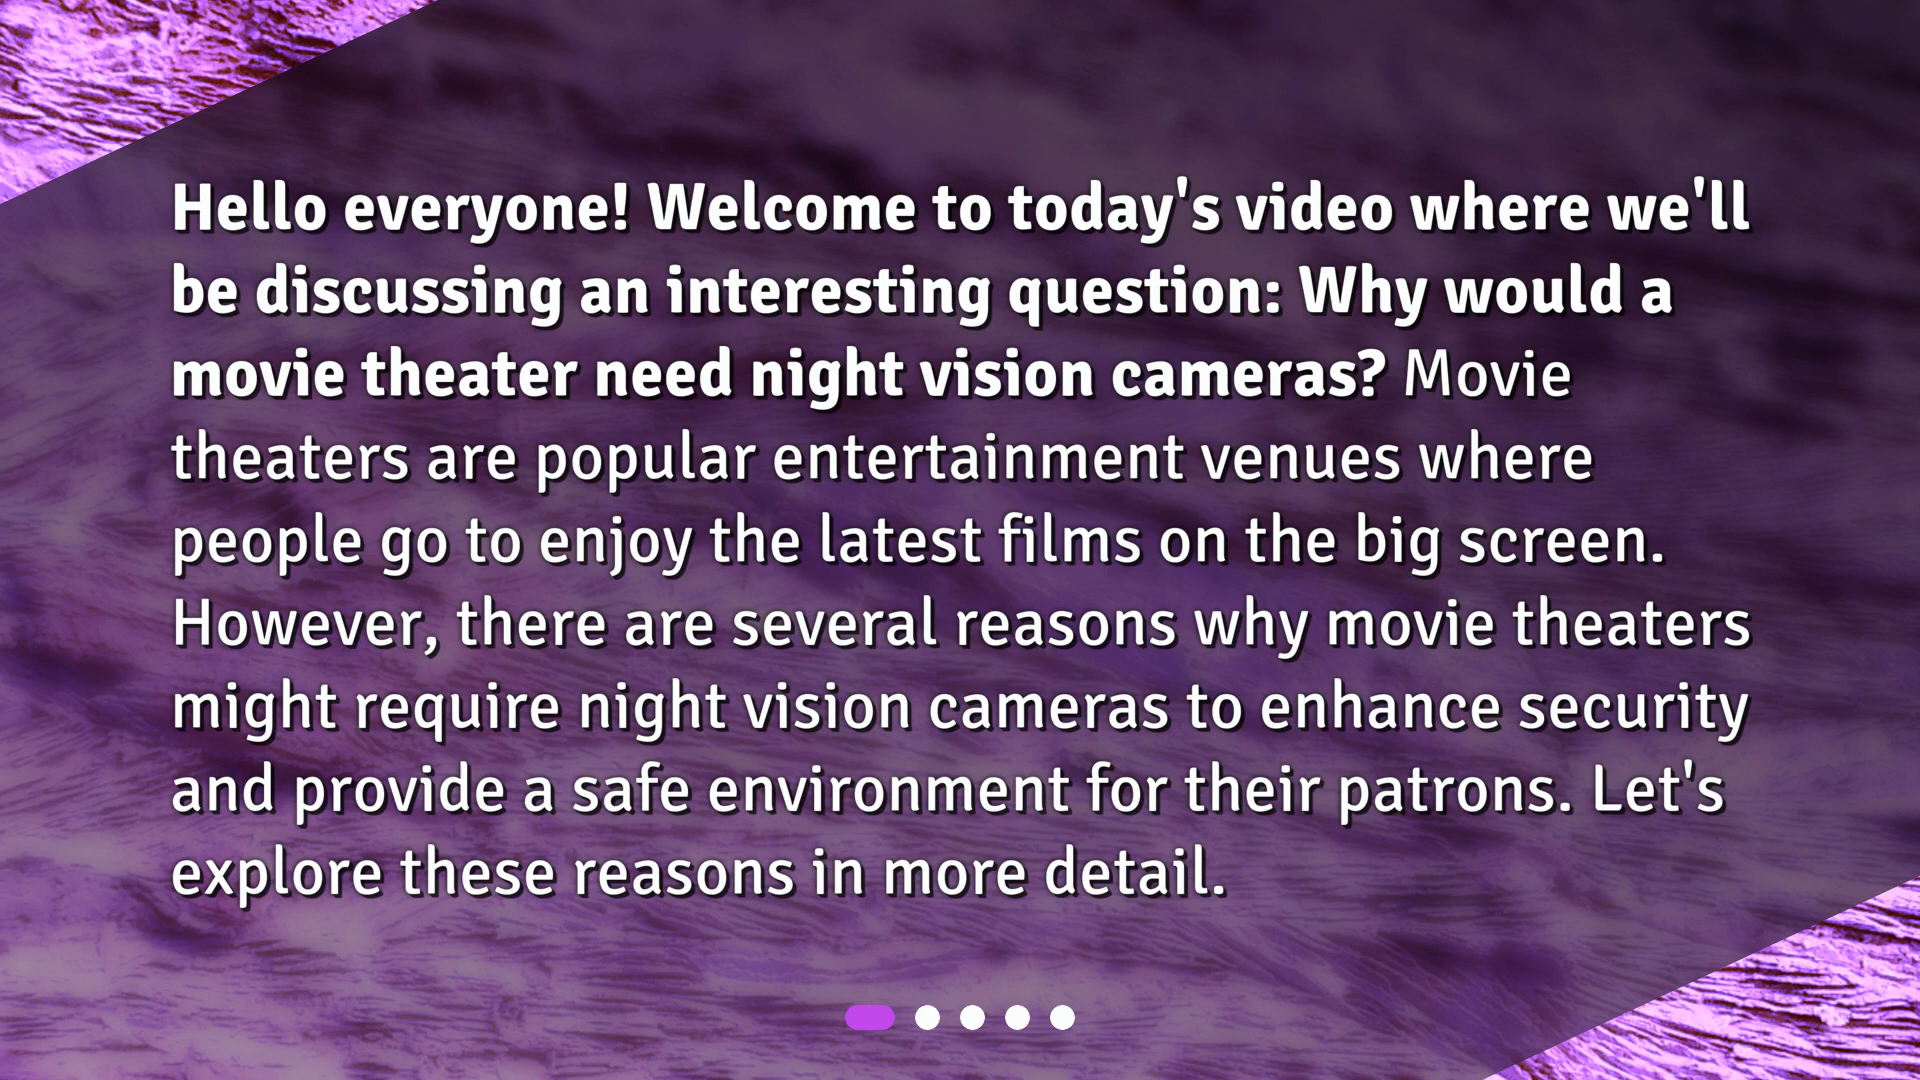 Hello everyone! Welcome to today's video where we'll
be discussing an interesting question: Why would a
movie theater need night vision cameras? Movie
theaters are popular entertainment venues where
people go to enjoy the latest films on the big screen.
However, there are several reasons why movie theaters
might require night vision cameras to enhance security
and provide a safe environment for their patrons. Let's
explore these reasons in more detail.